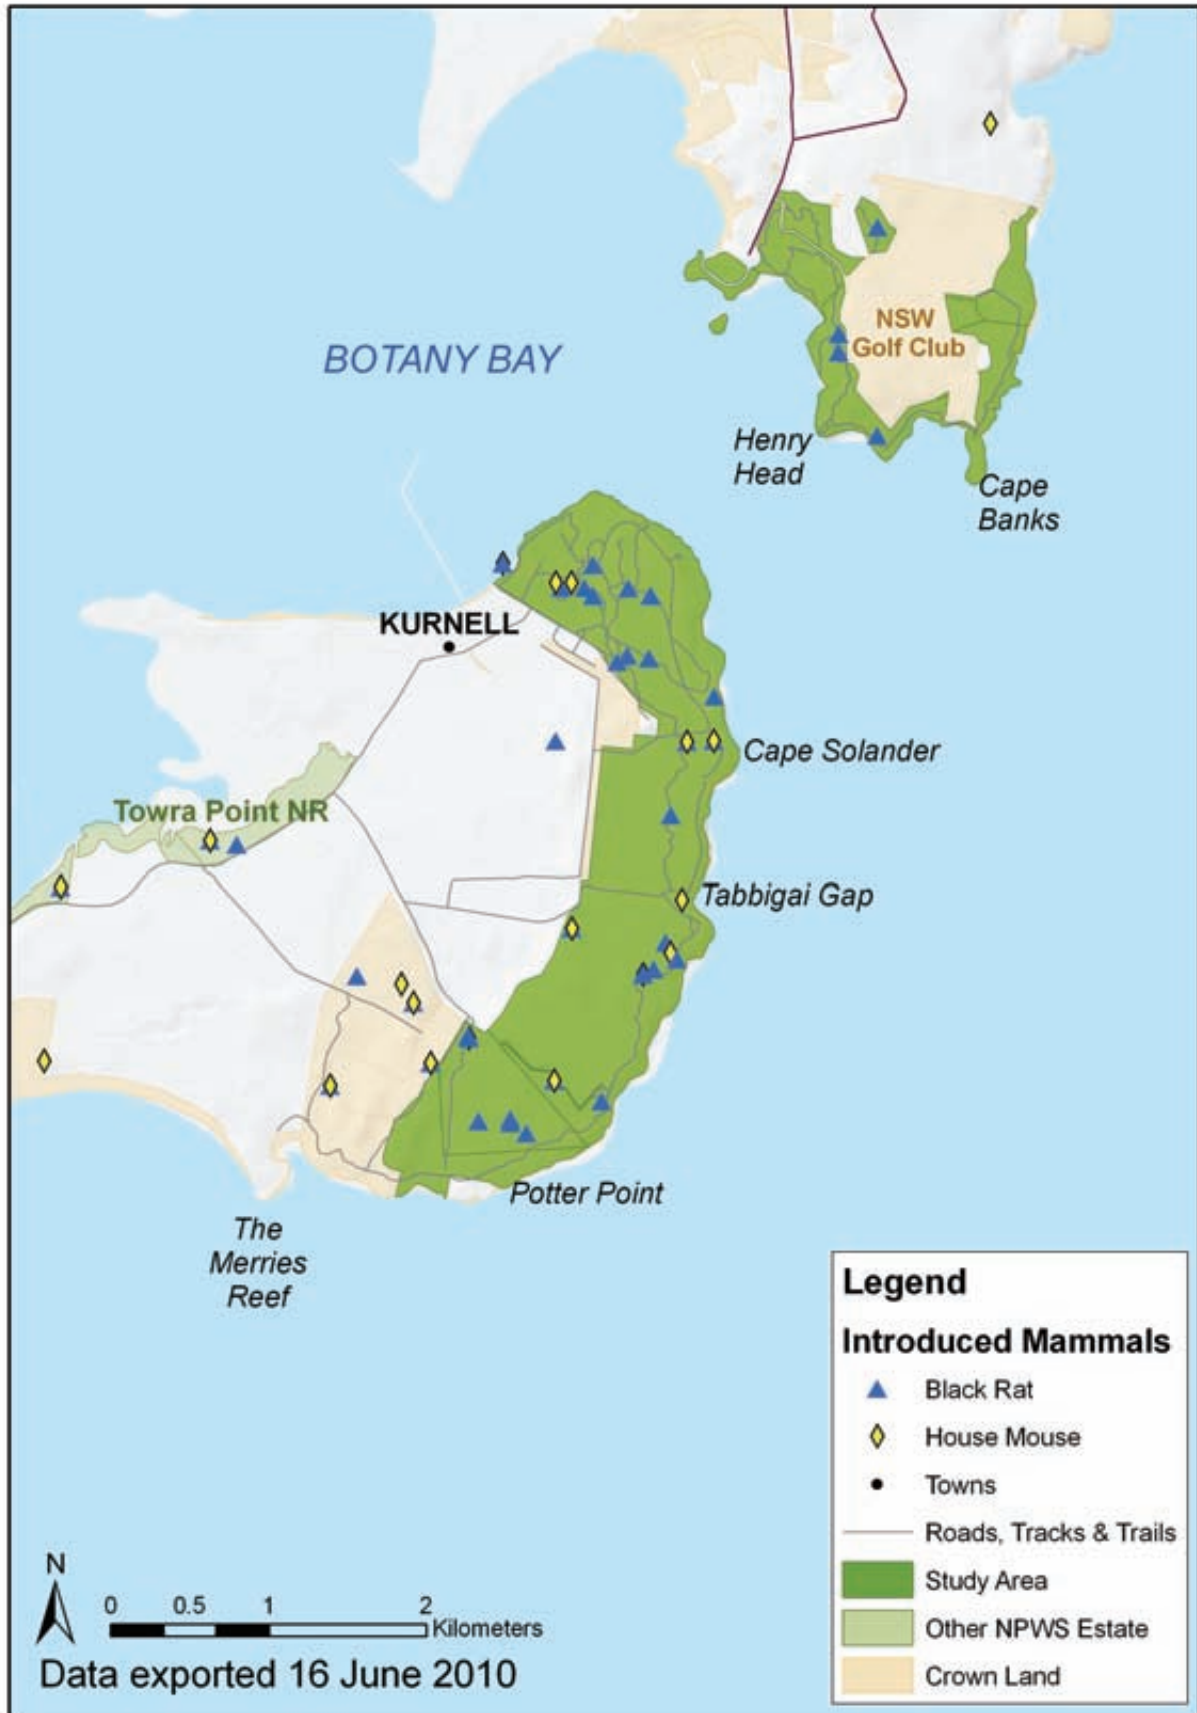 BOTANY BAY
NSW
Golf Club
Henry
Head
Cape
Banks
KURNELL
Cape Solander
Towra Point NR
Tabbigai Gap
Potter Point
The
Merries
Reef
Legend
Introduced Mammals
Black Rat
House Mouse
Towns
Roads, Tracks & Trails
Study Area
Other NPWS Estate
Crown Land
N
0 0.5 1 2
Kilometers
Data exported 16 June 2010